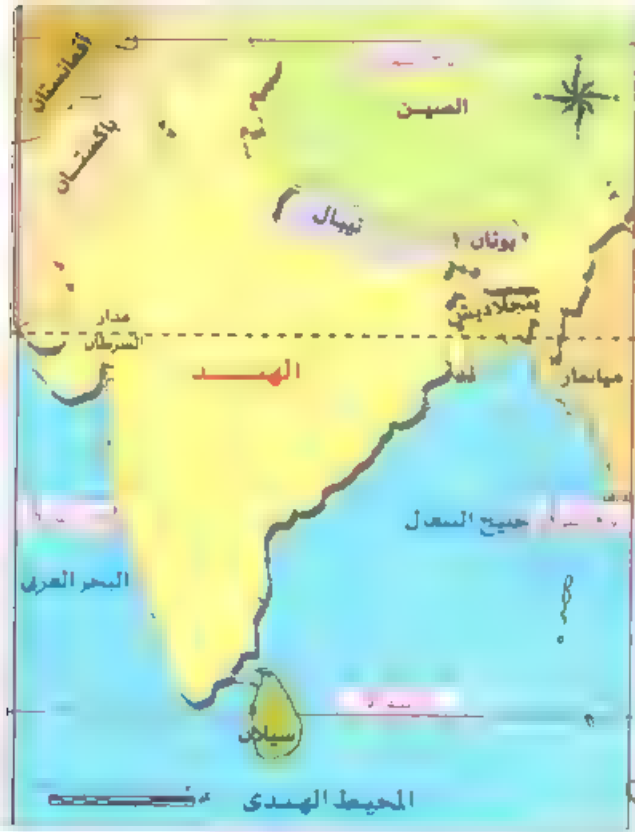 أفغانستان
باكستان
الصين
نيبال
بوتان
بنجلاديش
مدار
السرطان
الهند
ميانمار
خليج البنغال
البحر العربي
سيلان
المحيط الهندي